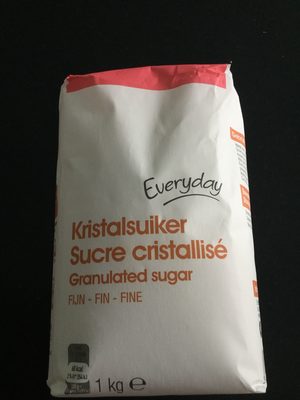 Everyday
Kristalsuiker
Sucre cristallisé
Granulated sugar
FIJN - FIN - FINE
1 kg ℮